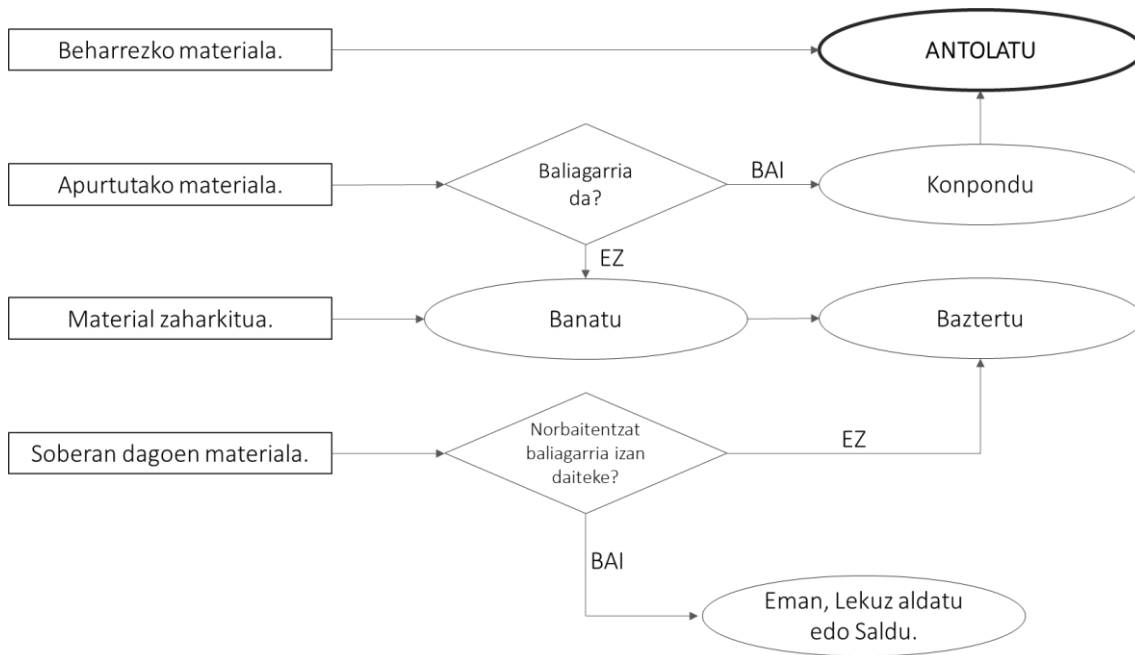 Beharrezko materiala.
ANTOLATU
Apurtutako materiala.
Baliagarria
da?
BAI
Konpondu
EZ
Material zaharkitua.
Banatu
Baztertu
Soberan dagoen materiala.
Norbaitentzat
baliagarria izan
daiteke?
EZ
BAI
Eman, Lekuz aldatu
edo Saldu.